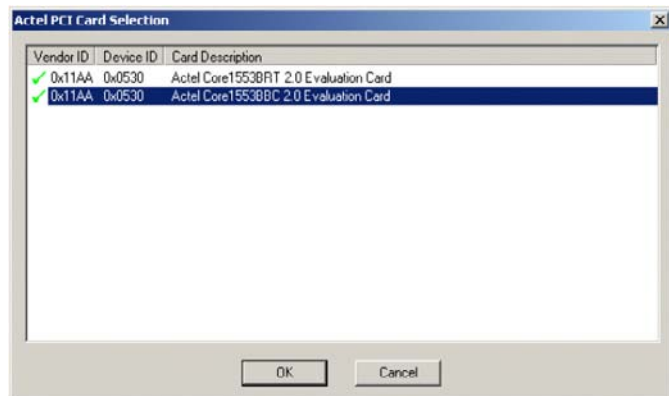 Actel PCI Card Selection
Vendor ID Device ID Card Description
0x11AA 0x0530 Actel Core1553BRT 2.0 Evaluation Card
0x11AA 0x0530 Actel Core1553BBC 2.0 Evaluation Card
OK Cancel